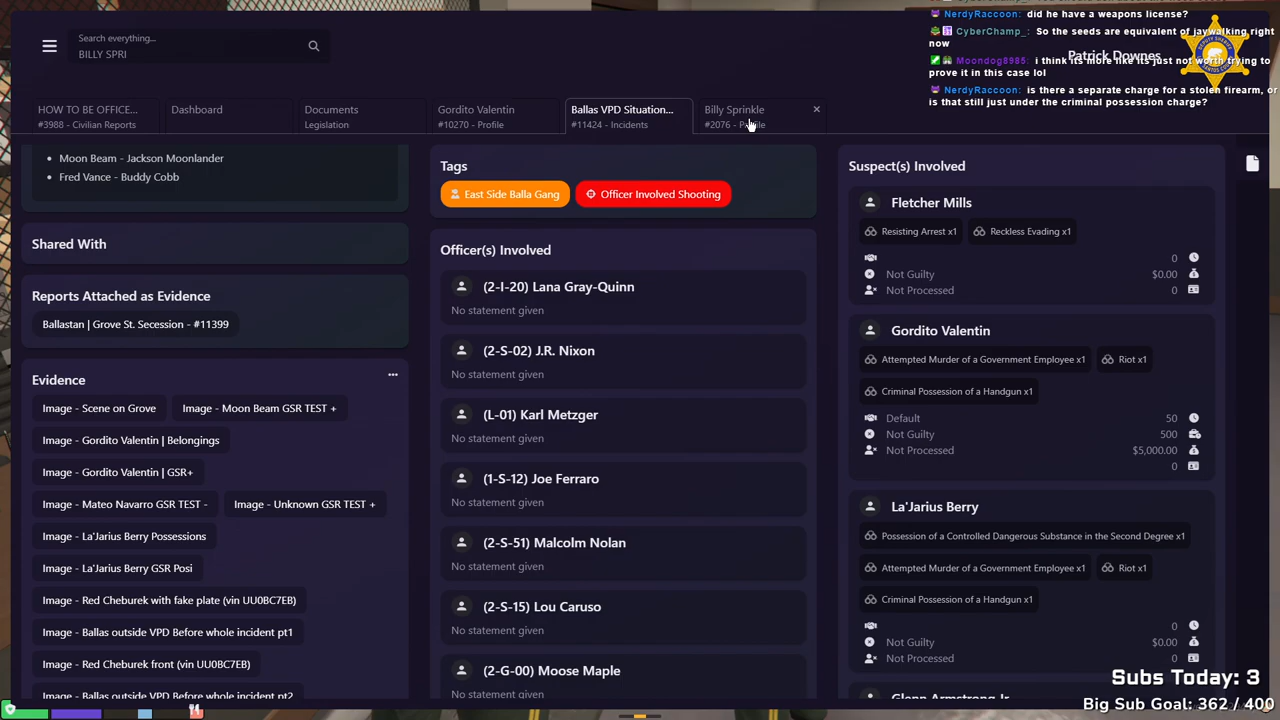 Search everything...
BILLY SPRI
NerdyRaccoon: did he have a weapons license?
CyberChamp_: So the seeds are equivalent of jaywalking right
now
Patrick Downes
Moondog8985: i think its more like its just not worth trying to
prove it in this case lol
NerdyRaccoon: is there a separate charge for a stolen firearm, or
is that still just under the criminal possession charge?
HOW TO BE OFFICE...
#3988 - Civilian Reports
Dashboard
Documents
Legislation
Gordito Valentin
#10270 - Profile
Ballas VPD Situation...
#11424 - Incidents
Billy Sprinkle
#2076 - Profile
Moon Beam - Jackson Moonlander
Fred Vance - Buddy Cobb
Shared With
Reports Attached as Evidence
Ballastan | Grove St. Secession - #11399
Evidence
Image - Scene on Grove
Image - Moon Beam GSR TEST +
Image - Gordito Valentin | Belongings
Image - Gordito Valentin | GSR+
Image - Mateo Navarro GSR TEST -
Image - Unknown GSR TEST +
Image - La'Jarius Berry Possessions
Image - La'Jarius Berry GSR Posi
Image - Red Cheburek with fake plate (vin UU0BC7EB)
Image - Ballas outside VPD Before whole incident pt1
Image - Red Cheburek front (vin UU0BC7EB)
Image - Ballas outside VPD Before whole incident pt2
Tags
East Side Balla Gang
Officer Involved Shooting
Officer(s) Involved
(2-I-20) Lana Gray-Quinn
No statement given
(2-S-02) J.R. Nixon
No statement given
(L-01) Karl Metzger
No statement given
(1-S-12) Joe Ferraro
No statement given
(2-S-51) Malcolm Nolan
No statement given
(2-S-15) Lou Caruso
No statement given
(2-G-00) Moose Maple
No statement given
Suspect(s) Involved
Fletcher Mills
Resisting Arrest x1
Reckless Evading x1
0
Not Guilty
$0.00
Not Processed
0
Gordito Valentin
Attempted Murder of a Government Employee x1
Riot x1
Criminal Possession of a Handgun x1
Default
50
Not Guilty
500
Not Processed
$5,000.00
0
La'Jarius Berry
Possession of a Controlled Dangerous Substance in the Second Degree x1
Attempted Murder of a Government Employee x1
Riot x1
Criminal Possession of a Handgun x1
0
Not Guilty
$0.00
Not Processed
0
Glenn Armstrong Jr
Subs Today: 3
Big Sub Goal: 362 / 400